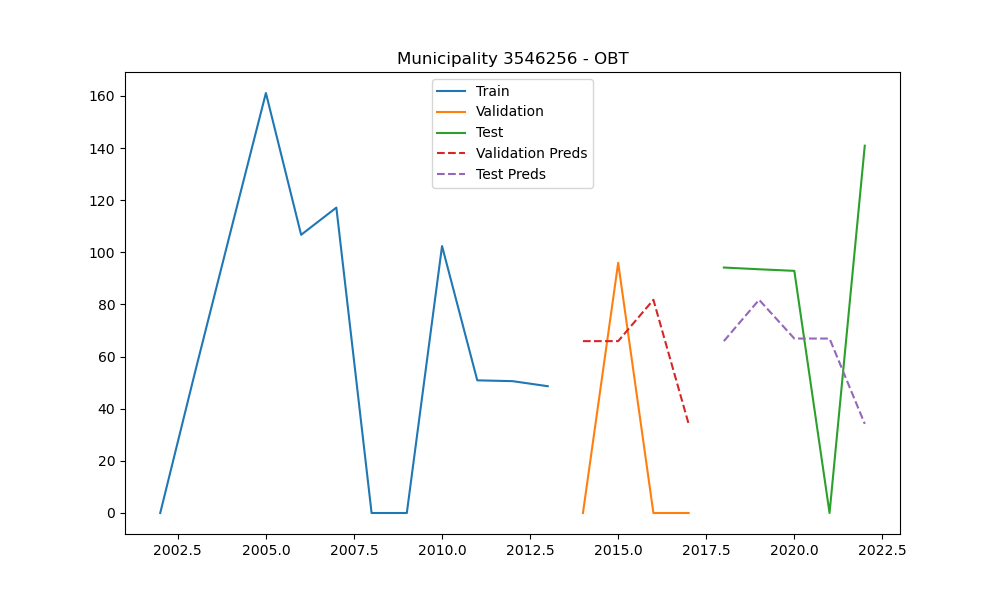 Municipality 3546256 - OBT
Train
Validation
Test
Validation Preds
Test Preds
160
140
120
100
80
60
40
20
0
2002.5 2005.0 2007.5 2010.0 2012.5 2015.0 2017.5 2020.0 2022.5